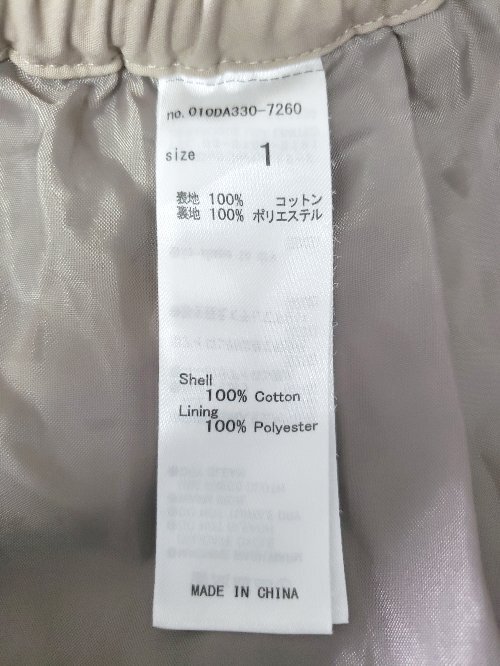 no. 010DA330-7260
size 1
表地 100% コットン
裏地 100% ポリエステル
Shell
100% Cotton
Lining
100% Polyester
MADE IN CHINA